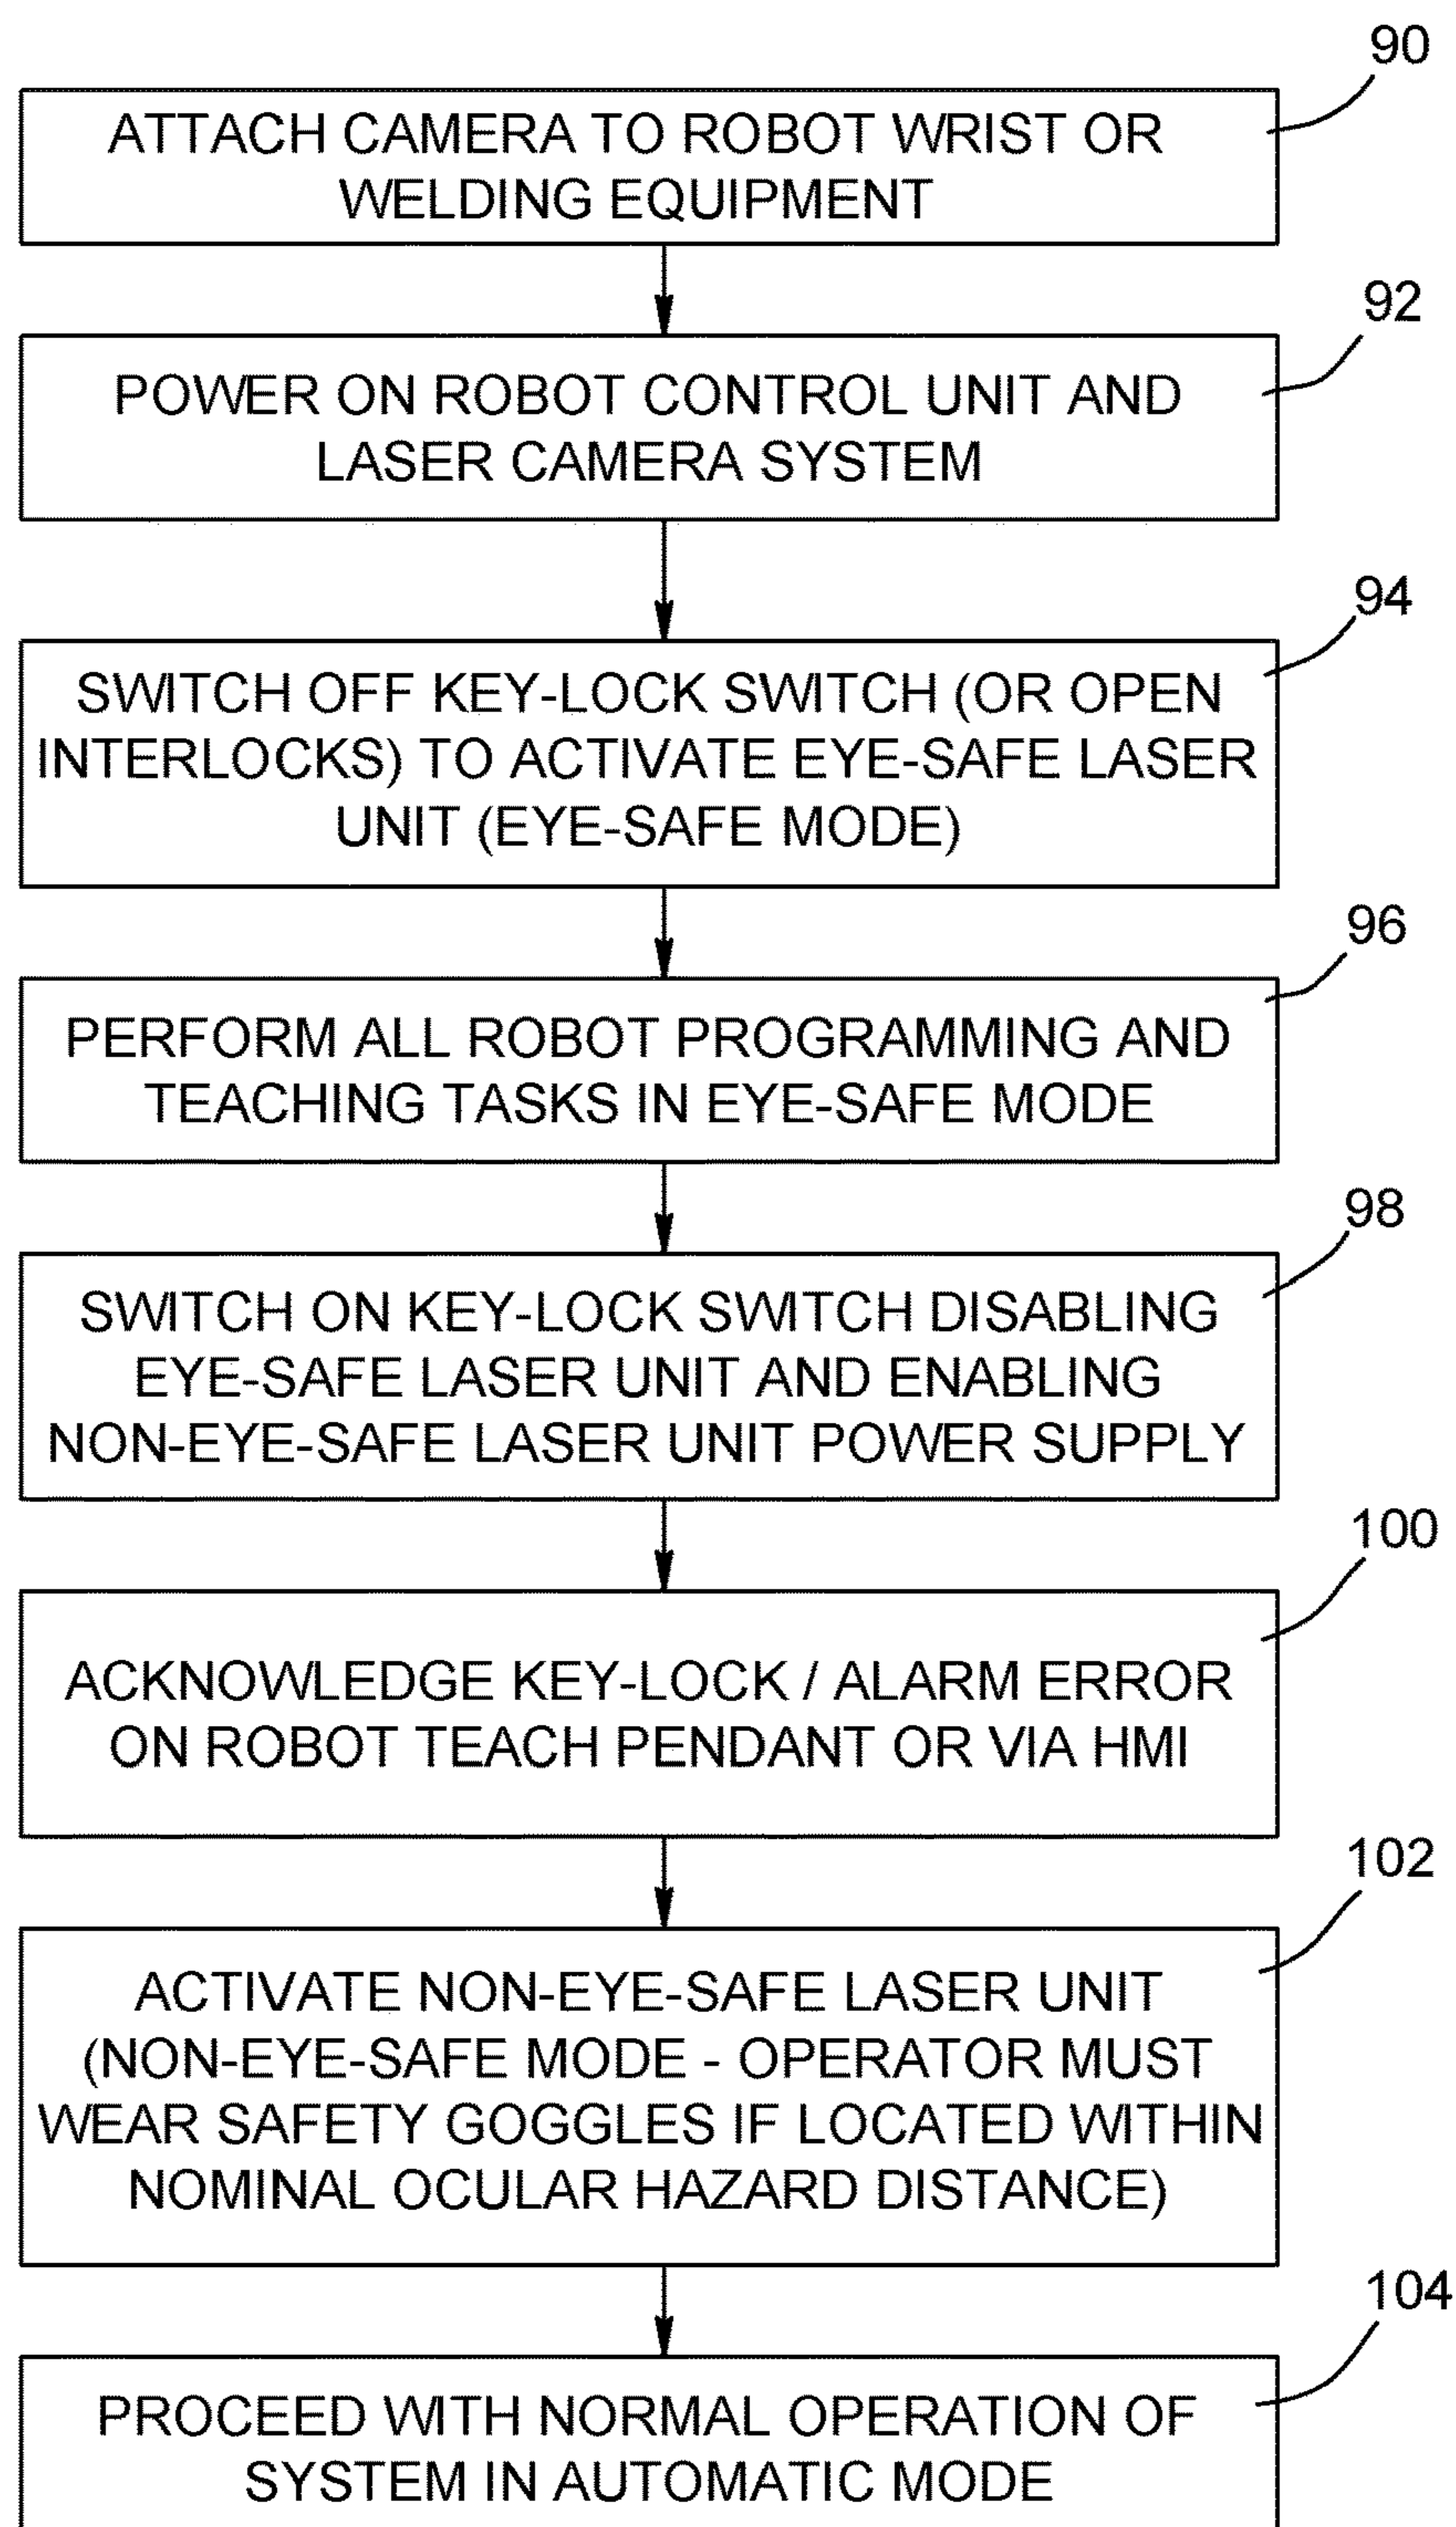 90
ATTACH CAMERA TO ROBOT WRIST OR
WELDING EQUIPMENT
92
POWER ON ROBOT CONTROL UNIT AND
LASER CAMERA SYSTEM
94
SWITCH OFF KEY-LOCK SWITCH (OR OPEN
INTERLOCKS) TO ACTIVATE EYE-SAFE LASER
UNIT (EYE-SAFE MODE)
96
PERFORM ALL ROBOT PROGRAMMING AND
TEACHING TASKS IN EYE-SAFE MODE
98
SWITCH ON KEY-LOCK SWITCH DISABLING
EYE-SAFE LASER UNIT AND ENABLING
NON-EYE-SAFE LASER UNIT POWER SUPPLY
100
ACKNOWLEDGE KEY-LOCK / ALARM ERROR
ON ROBOT TEACH PENDANT OR VIA HMI
102
ACTIVATE NON-EYE-SAFE LASER UNIT
(NON-EYE-SAFE MODE - OPERATOR MUST
WEAR SAFETY GOGGLES IF LOCATED WITHIN
NOMINAL OCULAR HAZARD DISTANCE)
104
PROCEED WITH NORMAL OPERATION OF
SYSTEM IN AUTOMATIC MODE